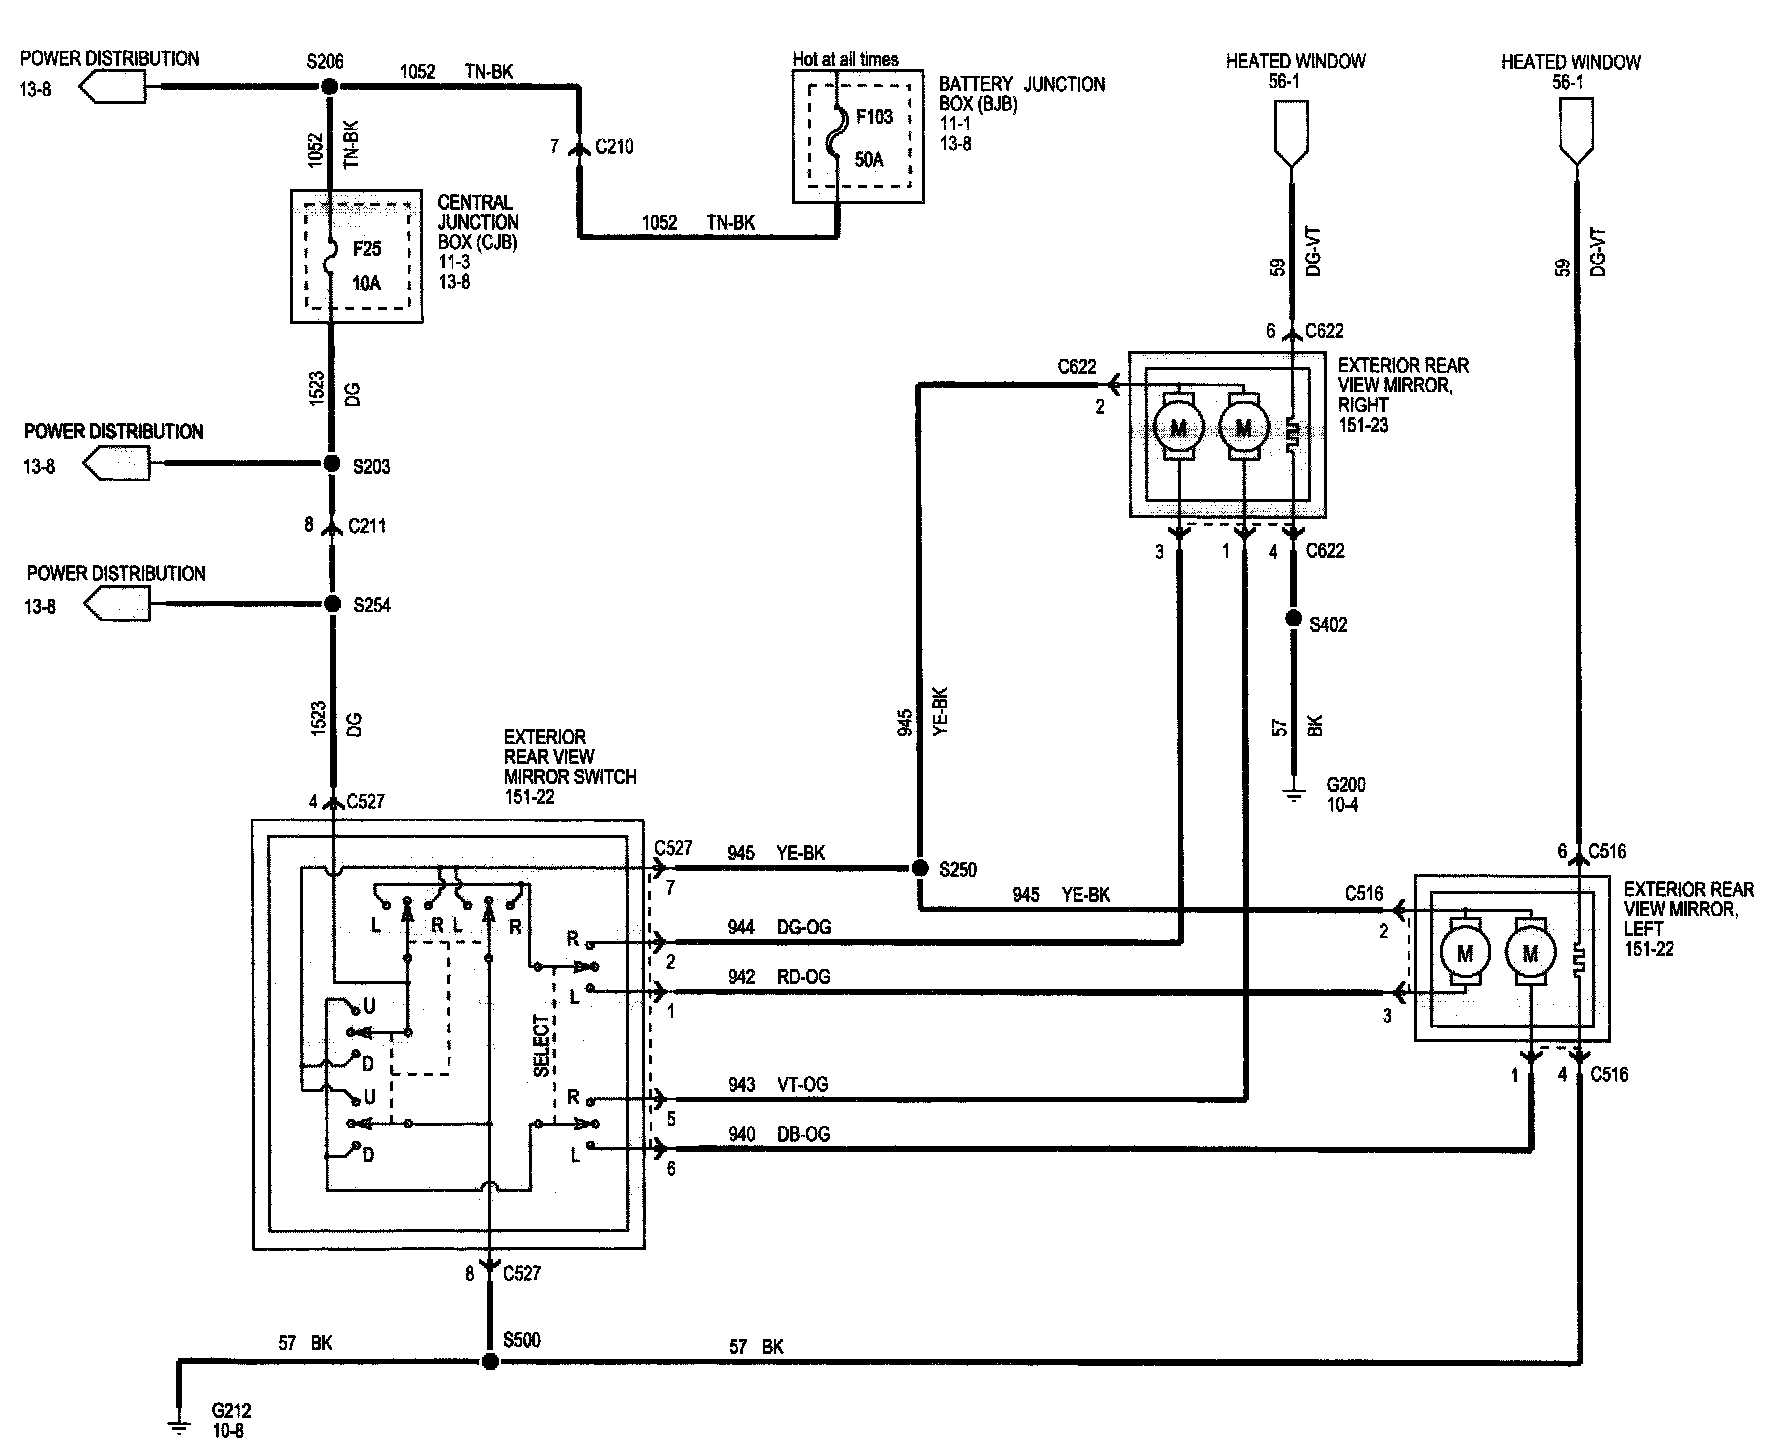 POWER DISTRIBUTION
13-8
S206
1052 TN-BK
Hot at all times
F103
50A
BATTERY JUNCTION
BOX (BJB)
11-1
13-8
HEATED WINDOW
56-1
HEATED WINDOW
56-1
1052
TN-BK
7
C210
1052 TN-BK
F25
10A
CENTRAL
JUNCTION
BOX (CJB)
11-3
13-8
59
DG-VT
59
DG-VT
6
C622
C622
2
M
M
EXTERIOR REAR
VIEW MIRROR,
RIGHT
151-23
1523
DG
POWER DISTRIBUTION
13-8
S203
8
C211
3
1
4
C622
POWER DISTRIBUTION
13-8
S254
S402
1523
DG
945
YE-BK
57
BK
G200
10-4
EXTERIOR
REAR VIEW
MIRROR SWITCH
151-22
4
C527
C527
7
945 YE-BK
S250
6
C516
L
R
L
R
945 YE-BK
C516
2
EXTERIOR REAR
VIEW MIRROR,
LEFT
151-22
R
2
944 DG-OG
M
M
L
1
942 RD-OG
3
U
D
U
D
SELECT
R
5
943 VT-OG
1
4
C516
L
6
940 DB-OG
8
C527
57 BK
S500
57 BK
G212
10-8